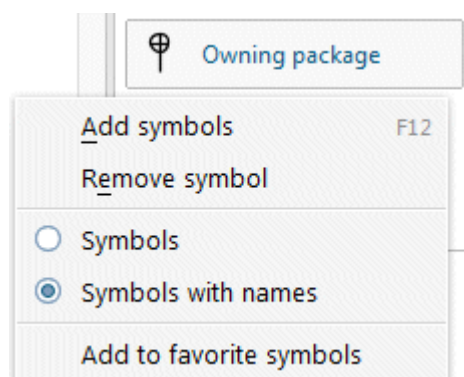 Owning package
Add symbols F12
Remove symbol
Symbols
Symbols with names
Add to favorite symbols